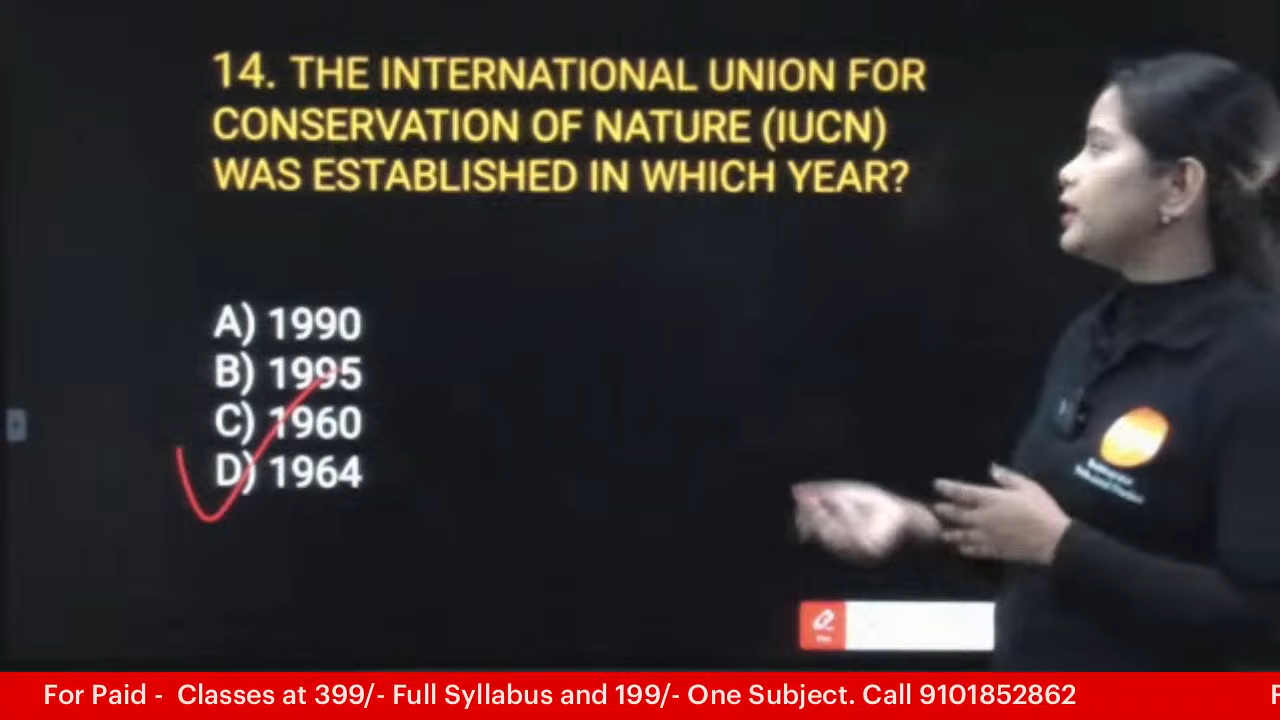 14. THE INTERNATIONAL UNION FOR
CONSERVATION OF NATURE (IUCN)
WAS ESTABLISHED IN WHICH YEAR?
A) 1990
B) 1995
C) 1960
D) 1964
For Paid -  Classes at 399/- Full Syllabus and 199/- One Subject. Call 9101852862